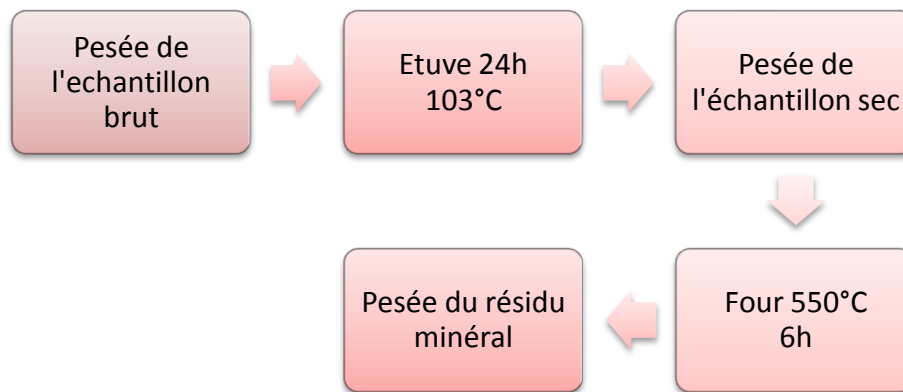 Pesée de
l'echantillon
brut
Etuve 24h
103°C
Pesée de
l'échantillon sec
Four 550°C
6h
Pesée du résidu
minéral